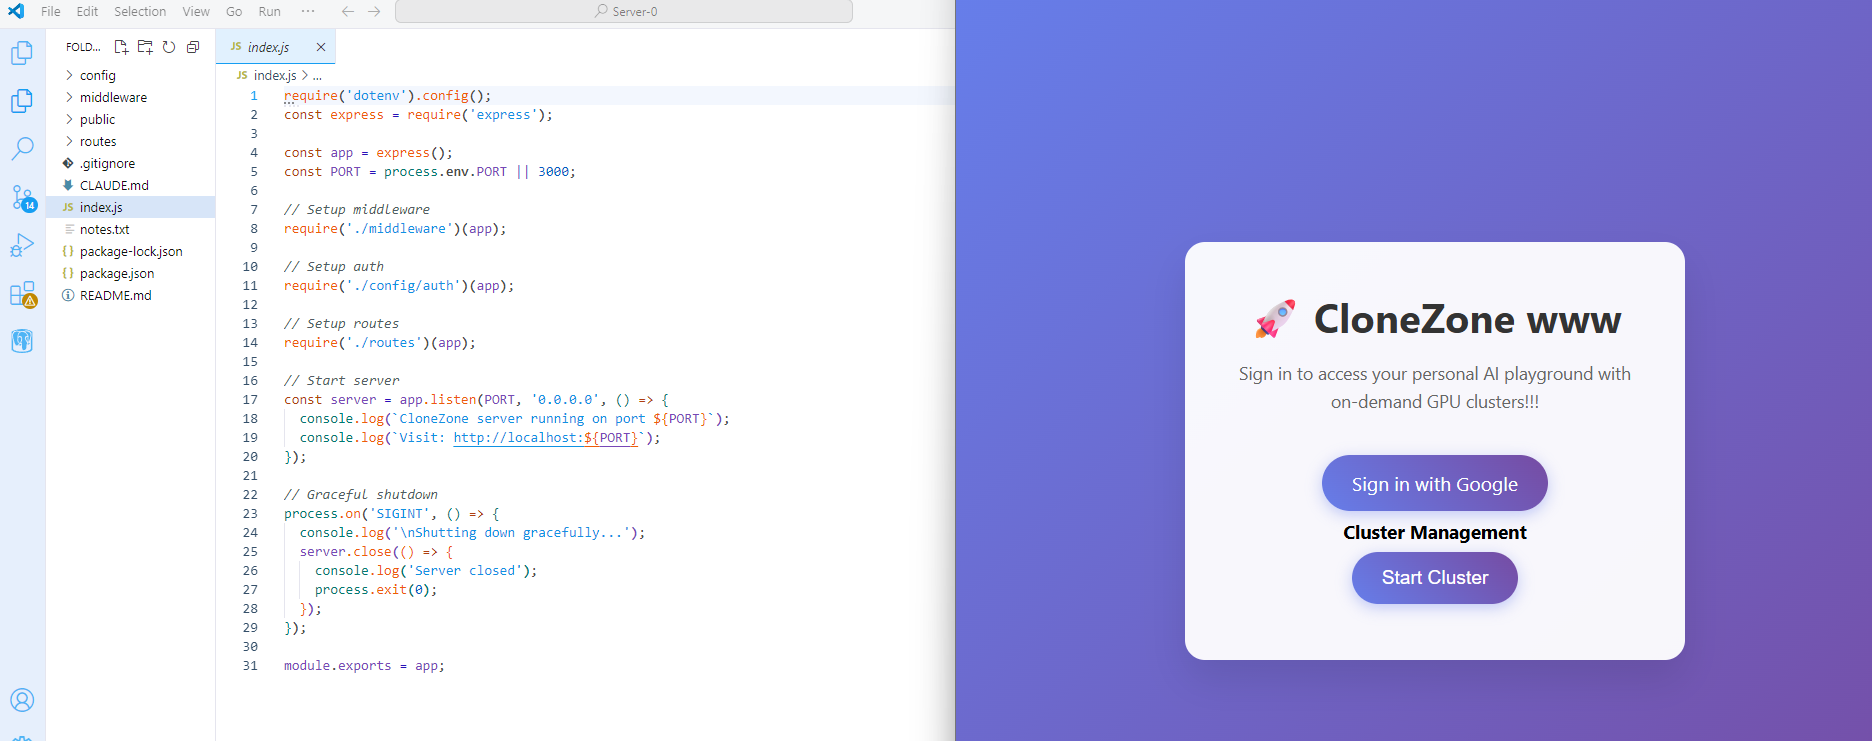 File Edit Selection View Go Run ··· Server-0
FOLD...
config
middleware
public
routes
.gitignore
CLAUDE.md
JS index.js
notes.txt
{} package-lock.json
{} package.json
README.md
14
JS index.js
JS index.js > ...
1 require('dotenv').config();
2 const express = require('express');
3
4 const app = express();
5 const PORT = process.env.PORT || 3000;
6
7 // Setup middleware
8 require('./middleware')(app);
9
10 // Setup auth
11 require('./config/auth')(app);
12
13 // Setup routes
14 require('./routes')(app);
15
16 // Start server
17 const server = app.listen(PORT, '0.0.0.0', () => {
18 console.log(`CloneZone server running on port ${PORT}`);
19 console.log(`Visit: http://localhost:${PORT}`);
20 });
21
22 // Graceful shutdown
23 process.on('SIGINT', () => {
24 console.log('\nShutting down gracefully...');
25 server.close(() => {
26 console.log('Server closed');
27 process.exit(0);
28 });
29 });
30
31 module.exports = app;
🚀 CloneZone www
Sign in to access your personal AI playground with
on-demand GPU clusters!!!
Sign in with Google
Cluster Management
Start Cluster